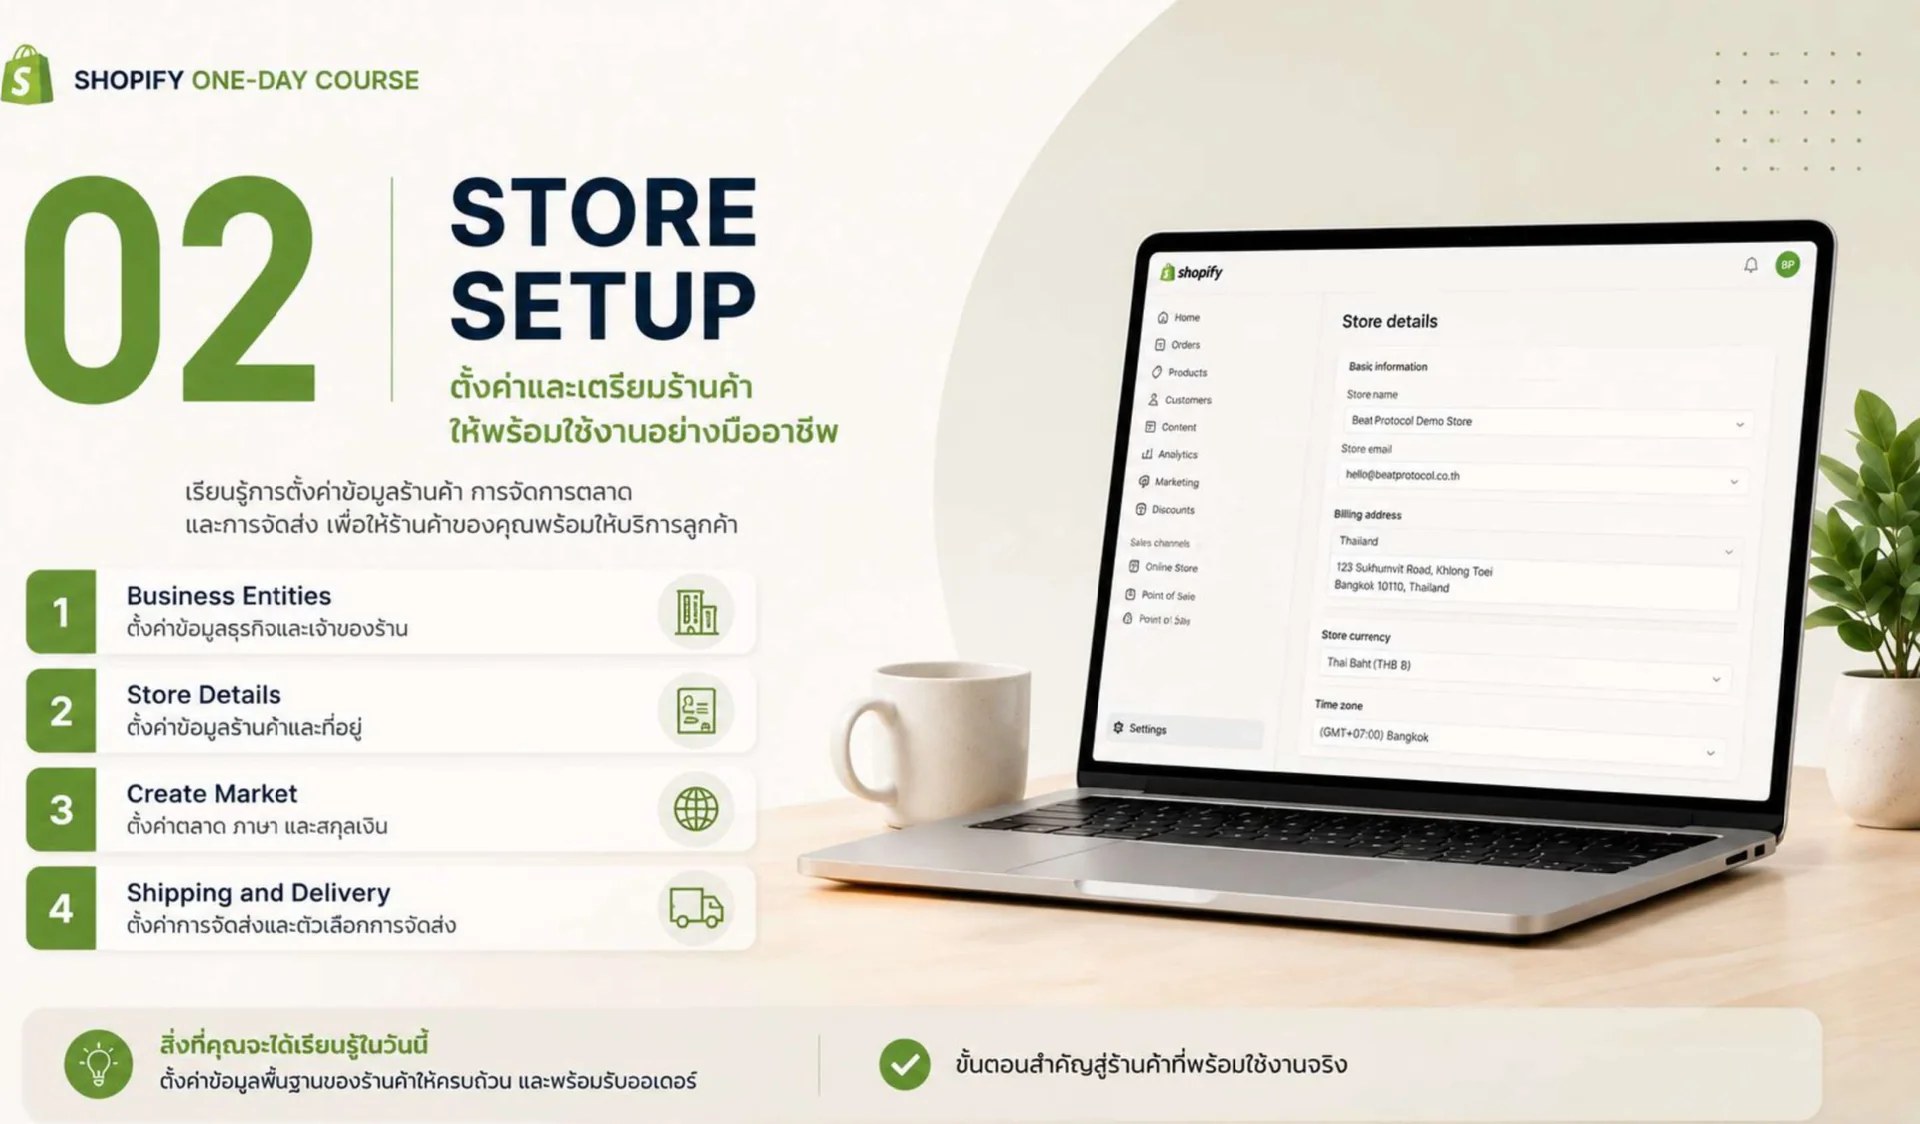 SHOPIFY ONE-DAY COURSE
02
STORE
SETUP
ตั้งค่าและเตรียมร้านค้า
ให้พร้อมใช้งานอย่างมืออาชีพ
เรียนรู้การตั้งค่าข้อมูลร้านค้า การจัดการตลาด
และการจัดส่ง เพื่อให้ร้านค้าของคุณพร้อมให้บริการลูกค้า
1
Business Entities
ตั้งค่าข้อมูลธุรกิจและเจ้าของร้าน
2
Store Details
ตั้งค่าข้อมูลร้านค้าและที่อยู่
3
Create Market
ตั้งค่าตลาด ภาษา และสกุลเงิน
4
Shipping and Delivery
ตั้งค่าการจัดส่งและตัวเลือกการจัดส่ง
สิ่งที่คุณจะได้เรียนรู้ในวันนี้
ตั้งค่าข้อมูลพื้นฐานของร้านค้าให้ครบถ้วน และพร้อมรับออเดอร์
ขั้นตอนสำคัญสู่ร้านค้าที่พร้อมใช้งานจริง
shopify
BP
Home
Orders
Products
Customers
Content
Analytics
Marketing
Discounts
Sales channels
Online Store
Point of Sale
Point of Sale
Settings
Store details
Basic information
Store name
Beat Protocol Demo Store
Store email
hello@beatprotocol.co.th
Billing address
Thailand
123 Sukhumvit Road, Khlong Toei
Bangkok 10110, Thailand
Store currency
Thai Baht (THB 8)
Time zone
(GMT+07:00) Bangkok